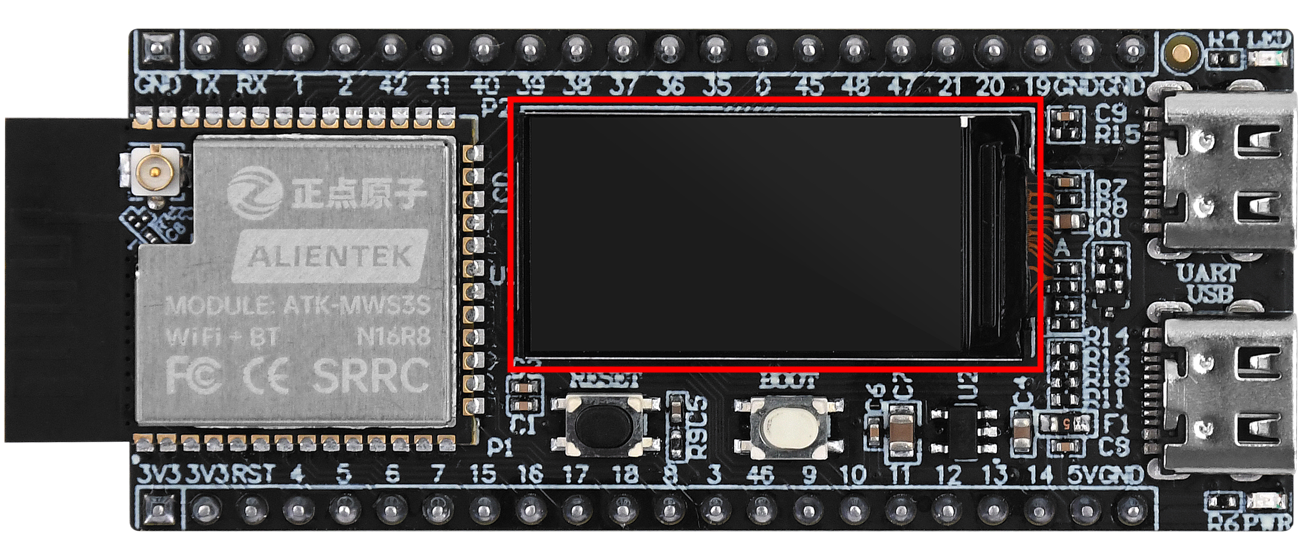 R4 LED
GND TX RX 1 2 42 41 40 39 38 37 36 35 0 45 48 47 21 20 19 GND GND
P2
C9
R15
正点原子
ALIENTEK
MODULE: ATK-MWS3S
WiFi + BT N16R8
FC CE SRRC
R7
R8
Q1
A
UART
USB
R14
RESET BOOT
C1
R9 C5
C6 C7 U2 C4
F1
C8
P1
3V3 3V3 RST 4 5 6 7 15 16 17 18 8 3 46 9 10 11 12 13 14 5V GND
R6 PWR